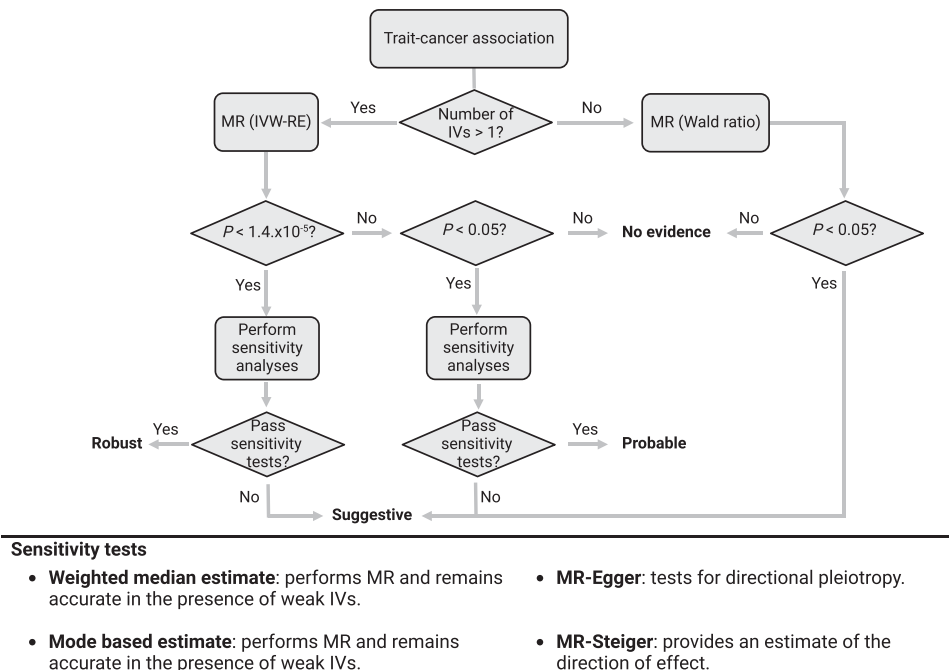 Trait-cancer association
Yes
No
MR (IVW-RE)
Number of
IVs > 1?
MR (Wald ratio)
P < 1.4.x10⁻⁵?
No
P < 0.05?
No
No evidence
No
P < 0.05?
Yes
Yes
Yes
Perform
sensitivity
analyses
Perform
sensitivity
analyses
Robust
Yes
Pass
sensitivity
tests?
Pass
sensitivity
tests?
Yes
Probable
No
No
Suggestive
Sensitivity tests
• Weighted median estimate: performs MR and remains
accurate in the presence of weak IVs.
• Mode based estimate: performs MR and remains
accurate in the presence of weak IVs.
• MR-Egger: tests for directional pleiotropy.
• MR-Steiger: provides an estimate of the
direction of effect.